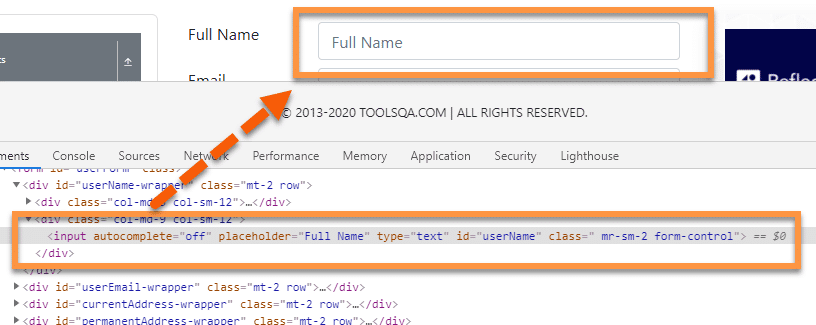 Full Name
Full Name
Email
© 2013-2020 TOOLSQA.COM | ALL RIGHTS RESERVED.
Console Sources Network Performance Memory Application Security Lighthouse
<div id="userName-wrapper" class="mt-2 row">
<div class="col-md-3 col-sm-12">…</div>
<div class="col-md-9 col-sm-12">
<input autocomplete="off" placeholder="Full Name" type="text" id="userName" class=" mr-sm-2 form-control"> == $0
</div>
</div>
<div id="userEmail-wrapper" class="mt-2 row">…</div>
<div id="currentAddress-wrapper" class="mt-2 row">…</div>
<div id="permanentAddress-wrapper" class="mt-2 row">…</div>